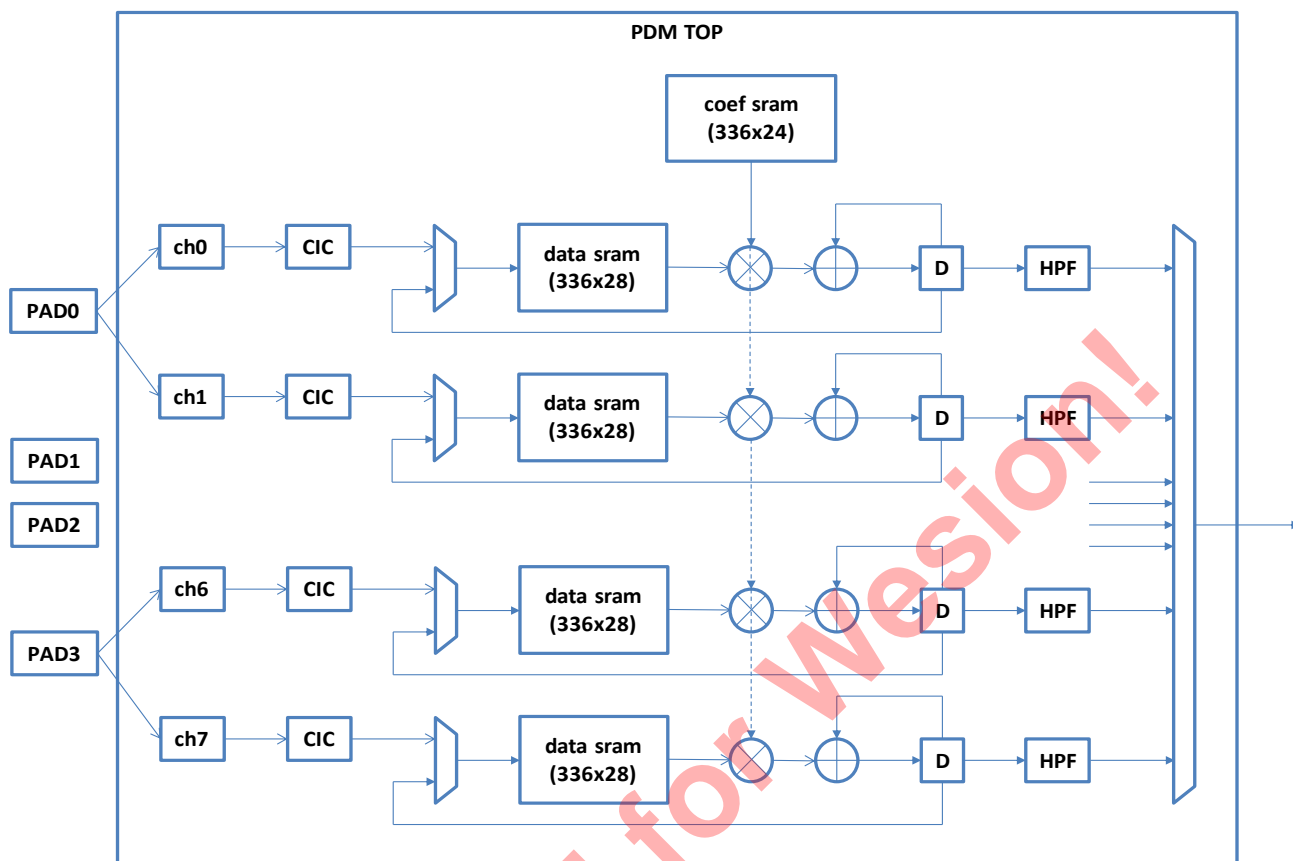 PDM TOP
coef sram
(336x24)
ch0
CIC
data sram
(336x28)
D
HPF
PAD0
ch1
CIC
data sram
(336x28)
D
HPF
PAD1
PAD2
ch6
CIC
data sram
(336x28)
D
HPF
PAD3
ch7
CIC
data sram
(336x28)
D
HPF
for Wesion!